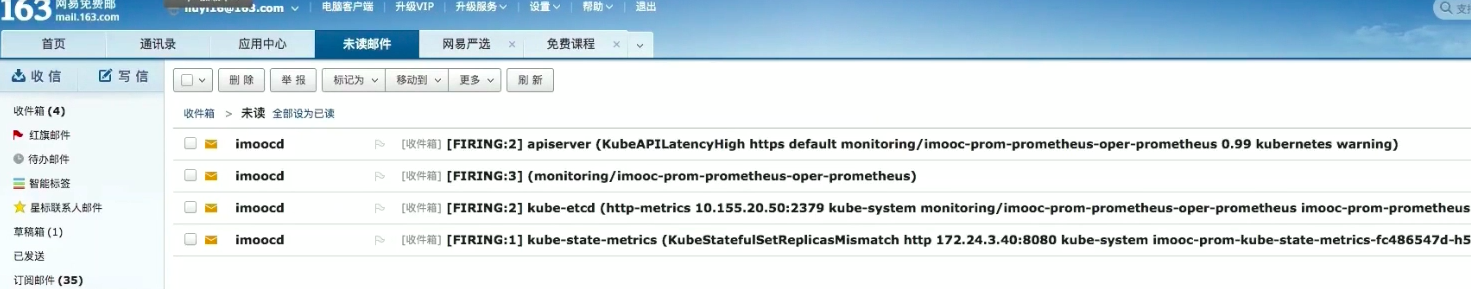 163 网易免费邮
mail.163.com
电脑客户端 升级VIP 升级服务 设置 帮助 退出
首页 通讯录 应用中心 未读邮件 网易严选 × 免费课程 ×
收信 写信
删 除 举 报 标记为 移动到 更多 刷 新
收件箱 (4)
红旗邮件
待办邮件
智能标签
星标联系人邮件
草稿箱 (1)
已发送
订阅邮件 (35)
收件箱 > 未读 全部设为已读
imoocd [收件箱] [FIRING:2] apiserver (KubeAPILatencyHigh https default monitoring/imooc-prom-prometheus-oper-prometheus 0.99 kubernetes warning)
imoocd [收件箱] [FIRING:3] (monitoring/imooc-prom-prometheus-oper-prometheus)
imoocd [收件箱] [FIRING:2] kube-etcd (http-metrics 10.155.20.50:2379 kube-system monitoring/imooc-prom-prometheus-oper-prometheus imooc-prom-prometheus
imoocd [收件箱] [FIRING:1] kube-state-metrics (KubeStatefulSetReplicasMismatch http 172.24.3.40:8080 kube-system imooc-prom-kube-state-metrics-fc486547d-h5